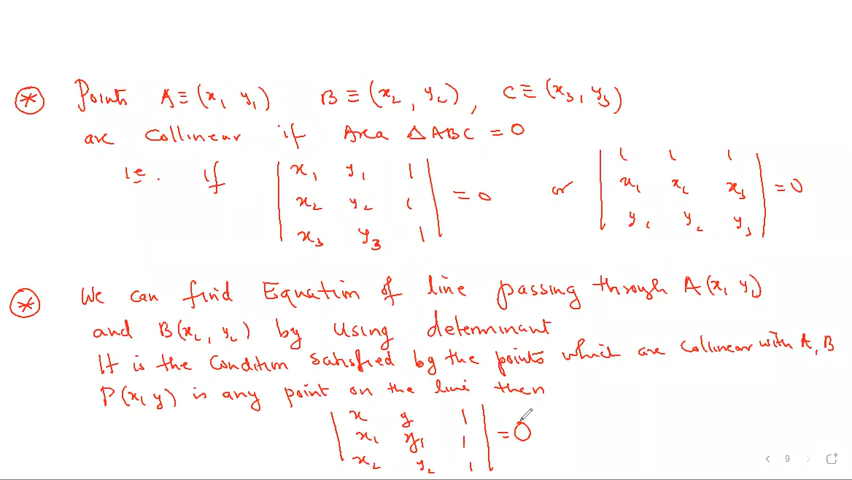 * Points A ≡ (x₁ y₁) B ≡ (x₂, y₂), C ≡ (x₃, y₃)
are collinear if Area △ABC = 0
i.e. if | x₁ y₁ 1 | = 0 or | 1 1 1 | = 0
| x₂ y₂ 1 | | x₁ x₂ x₃ |
| x₃ y₃ 1 | | y₁ y₂ y₃ |
* We can find Equation of line passing through A(x₁ y₁)
and B(x₂, y₂) by using determinant
It is the condition satisfied by the points which are collinear with A, B
P(x, y) is any point on the line then
| x y 1 |
| x₁ y₁ 1 | = 0
| x₂ y₂ 1 |
< 9 >